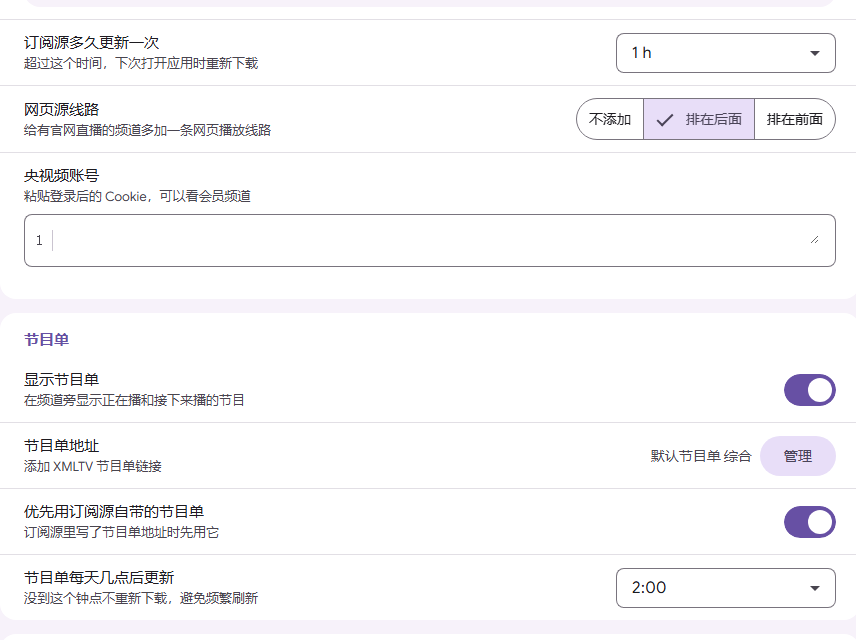 订阅源多久更新一次
超过这个时间，下次打开应用时重新下载
1 h
网页源线路
给有官网直播的频道多加一条网页播放线路
不添加
排在后面
排在前面
央视频账号
粘贴登录后的 Cookie，可以看会员频道
1
节目单
显示节目单
在频道旁显示正在播和接下来播的节目
节目单地址
添加 XMLTV 节目单链接
默认节目单 综合
管理
优先用订阅源自带的节目单
订阅源里写了节目单地址时先用它
节目单每天几点后更新
没到这个钟点不重新下载，避免频繁刷新
2:00